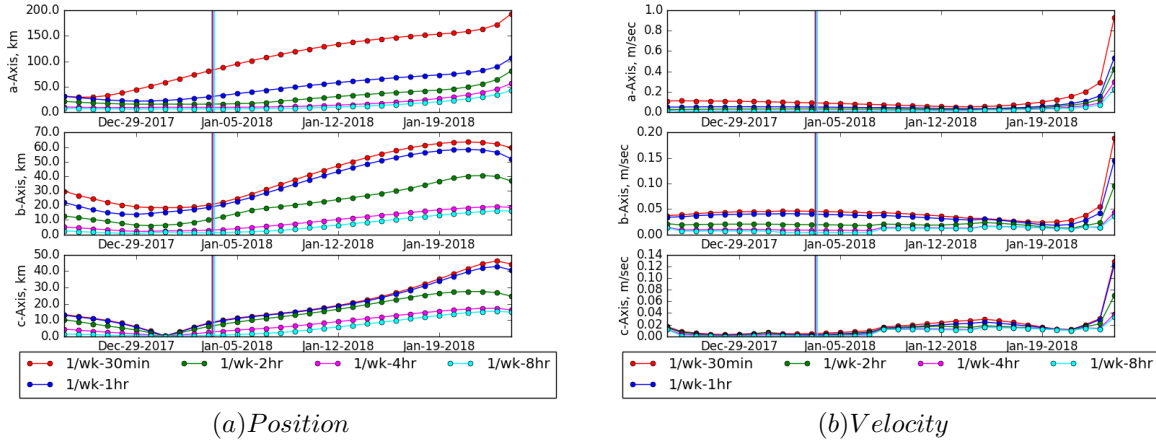 200.0
150.0
100.0
50.0
0.0
a-Axis, km
Dec-29-2017 Jan-05-2018 Jan-12-2018 Jan-19-2018
70.0
60.0
50.0
40.0
30.0
20.0
10.0
0.0
b-Axis, km
Dec-29-2017 Jan-05-2018 Jan-12-2018 Jan-19-2018
50.0
40.0
30.0
20.0
10.0
0.0
c-Axis, km
Dec-29-2017 Jan-05-2018 Jan-12-2018 Jan-19-2018
1/wk-30min 1/wk-2hr 1/wk-4hr 1/wk-8hr
1/wk-1hr
(a)Position
1.0
0.8
0.6
0.4
0.2
0.0
a-Axis, m/sec
Dec-29-2017 Jan-05-2018 Jan-12-2018 Jan-19-2018
0.20
0.15
0.10
0.05
0.00
b-Axis, m/sec
Dec-29-2017 Jan-05-2018 Jan-12-2018 Jan-19-2018
0.14
0.12
0.10
0.08
0.06
0.04
0.02
0.00
c-Axis, m/sec
Dec-29-2017 Jan-05-2018 Jan-12-2018 Jan-19-2018
1/wk-30min 1/wk-2hr 1/wk-4hr 1/wk-8hr
1/wk-1hr
(b)Velocity